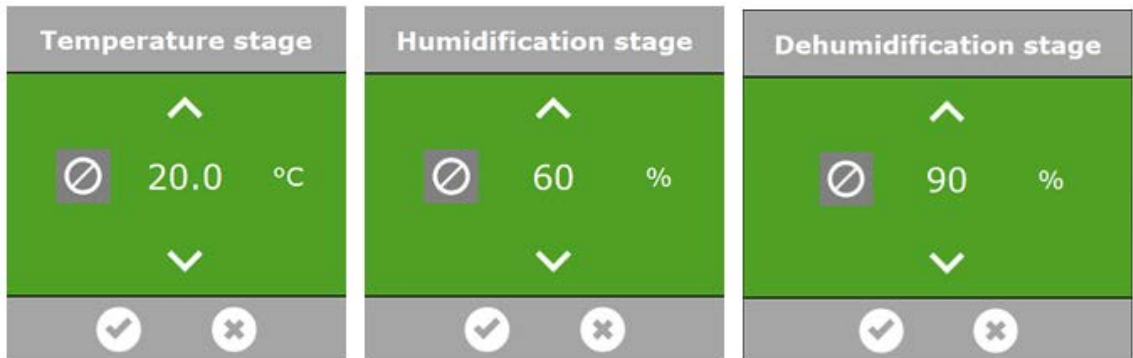 Temperature stage
20.0 °C
Humidification stage
60 %
Dehumidification stage
90 %